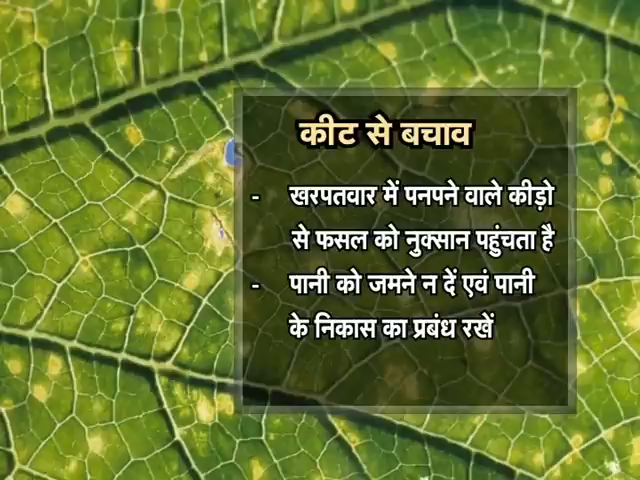 कीट से बचाव
- खरपतवार में पनपने वाले कीड़ो
से फसल को नुक्सान पहुंचता है
- पानी को जमने न दें एवं पानी
के निकास का प्रबंध रखें